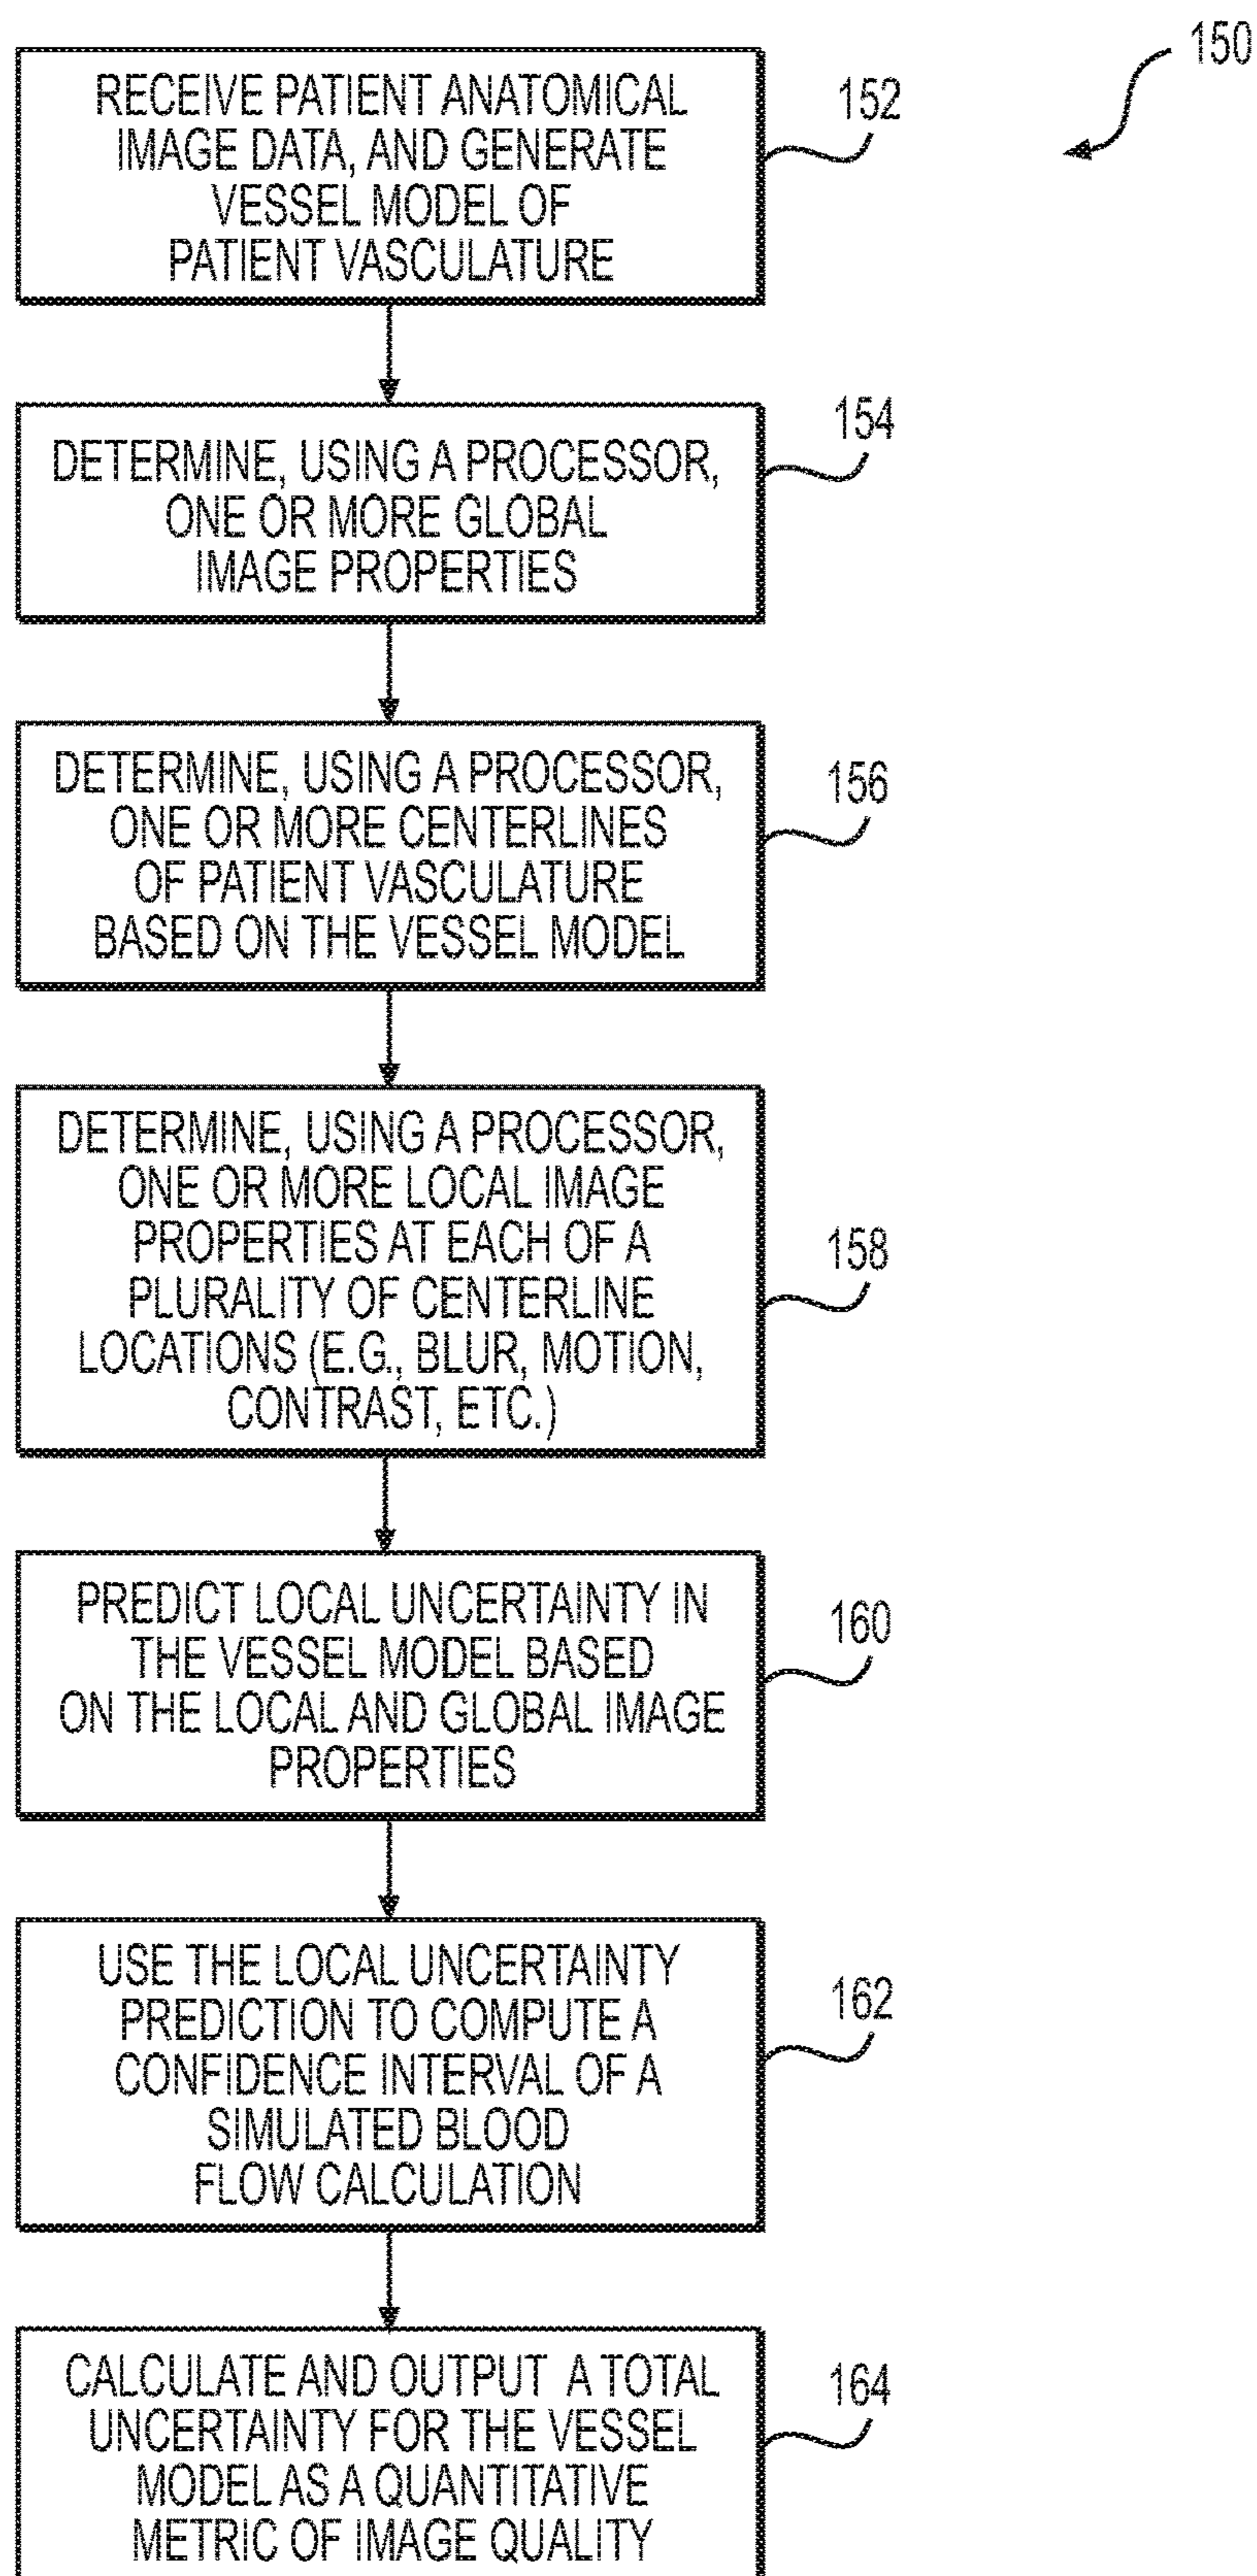 150
RECEIVE PATIENT ANATOMICAL
IMAGE DATA, AND GENERATE
VESSEL MODEL OF
PATIENT VASCULATURE
152
DETERMINE, USING A PROCESSOR,
ONE OR MORE GLOBAL
IMAGE PROPERTIES
154
DETERMINE, USING A PROCESSOR,
ONE OR MORE CENTERLINES
OF PATIENT VASCULATURE
BASED ON THE VESSEL MODEL
156
DETERMINE, USING A PROCESSOR,
ONE OR MORE LOCAL IMAGE
PROPERTIES AT EACH OF A
PLURALITY OF CENTERLINE
LOCATIONS (E.G., BLUR, MOTION,
CONTRAST, ETC.)
158
PREDICT LOCAL UNCERTAINTY IN
THE VESSEL MODEL BASED
ON THE LOCAL AND GLOBAL IMAGE
PROPERTIES
160
USE THE LOCAL UNCERTAINTY
PREDICTION TO COMPUTE A
CONFIDENCE INTERVAL OF A
SIMULATED BLOOD
FLOW CALCULATION
162
CALCULATE AND OUTPUT A TOTAL
UNCERTAINTY FOR THE VESSEL
MODEL AS A QUANTITATIVE
METRIC OF IMAGE QUALITY
164